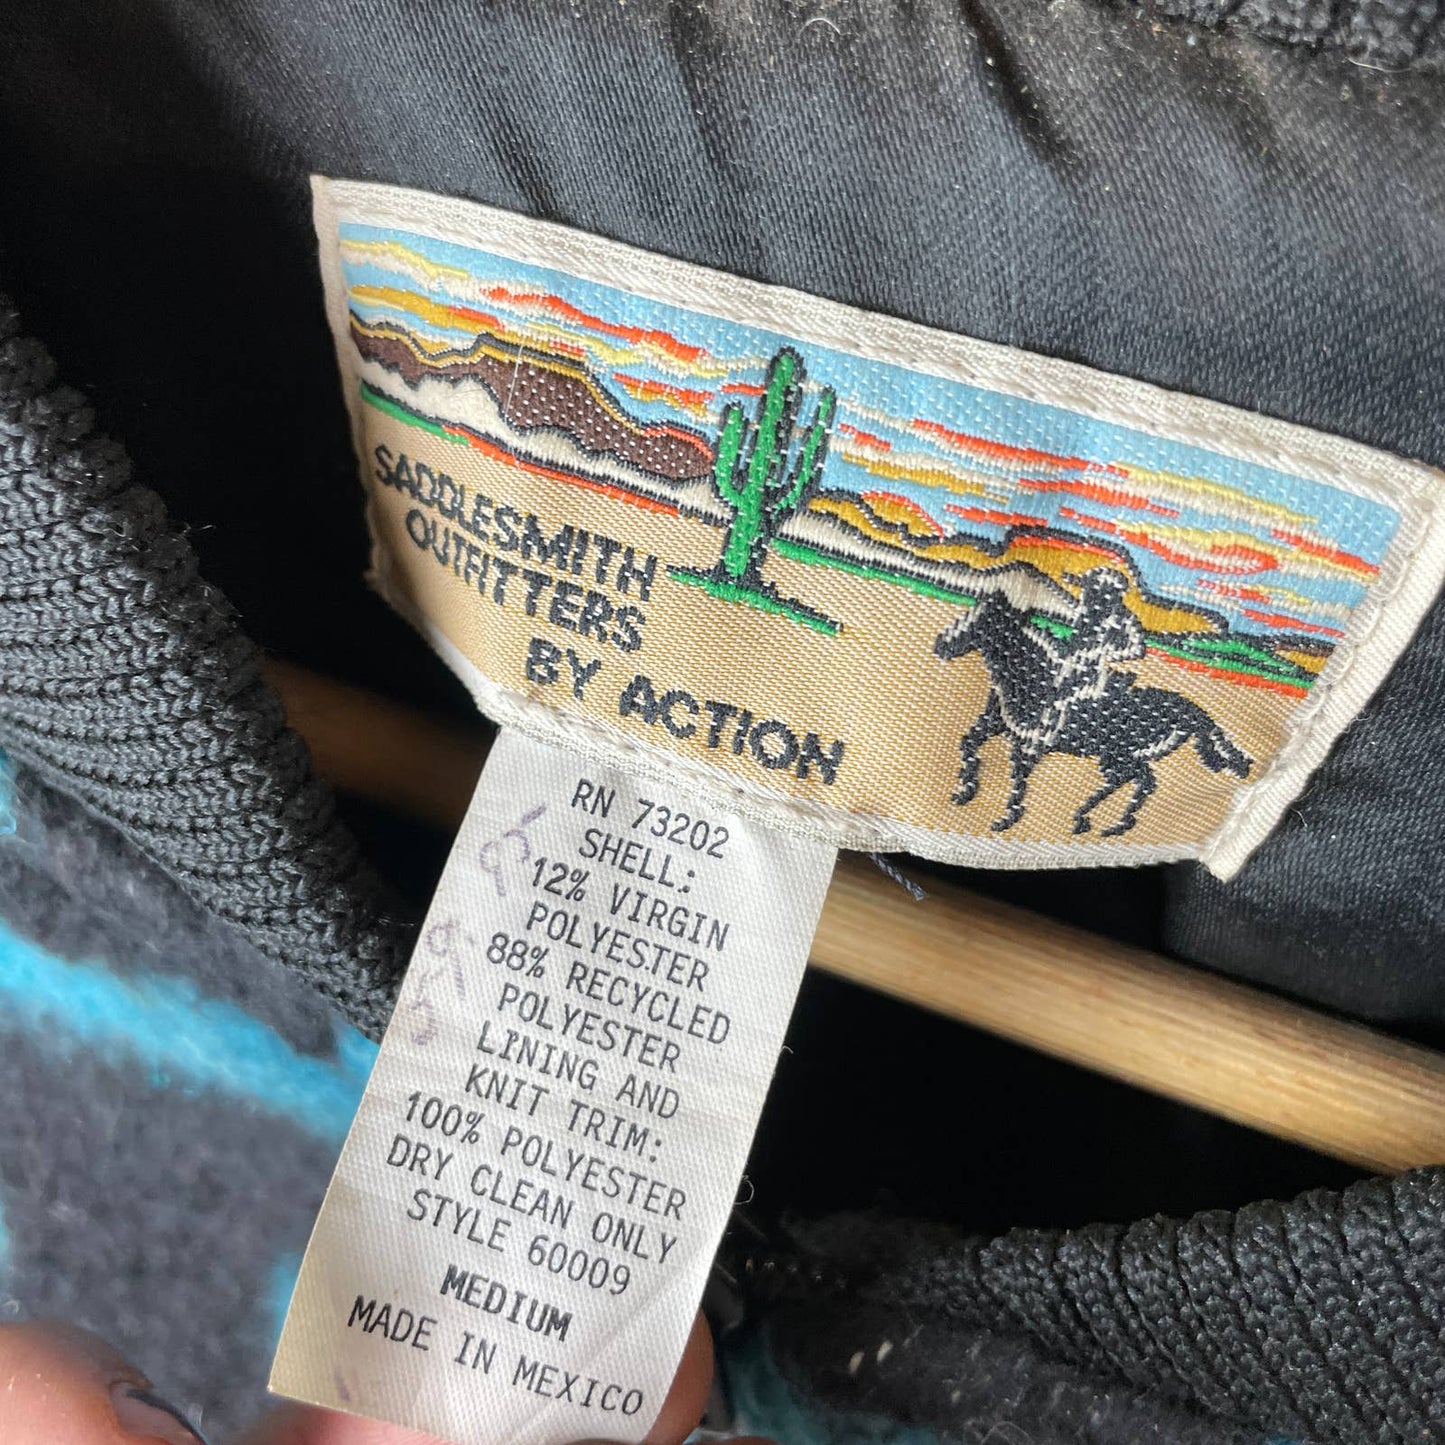 SADDLESMITH
OUTFITTERS
BY ACTION
RN 73202
SHELL:
12% VIRGIN
POLYESTER
88% RECYCLED
POLYESTER
LINING AND
KNIT TRIM:
100% POLYESTER
DRY CLEAN ONLY
STYLE 60009
MEDIUM
MADE IN MEXICO